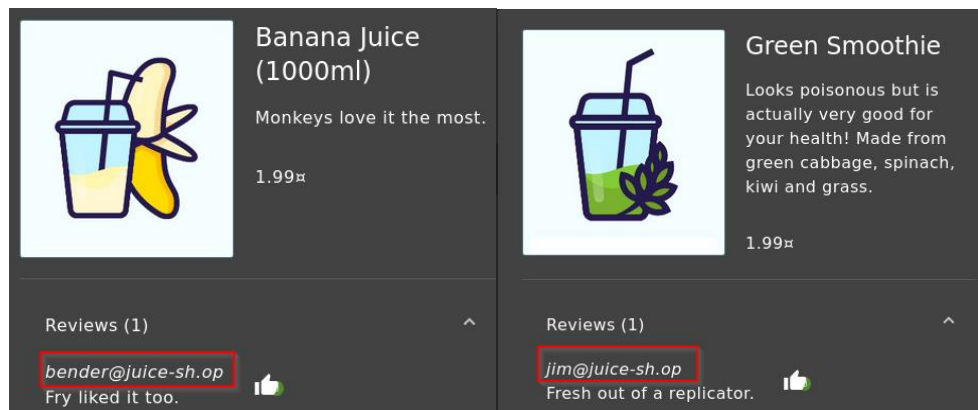 Banana Juice
(1000ml)
Monkeys love it the most.
1.99¤
Reviews (1)
bender@juice-sh.op
Fry liked it too.
Green Smoothie
Looks poisonous but is
actually very good for
your health! Made from
green cabbage, spinach,
kiwi and grass.
1.99¤
Reviews (1)
jim@juice-sh.op
Fresh out of a replicator.